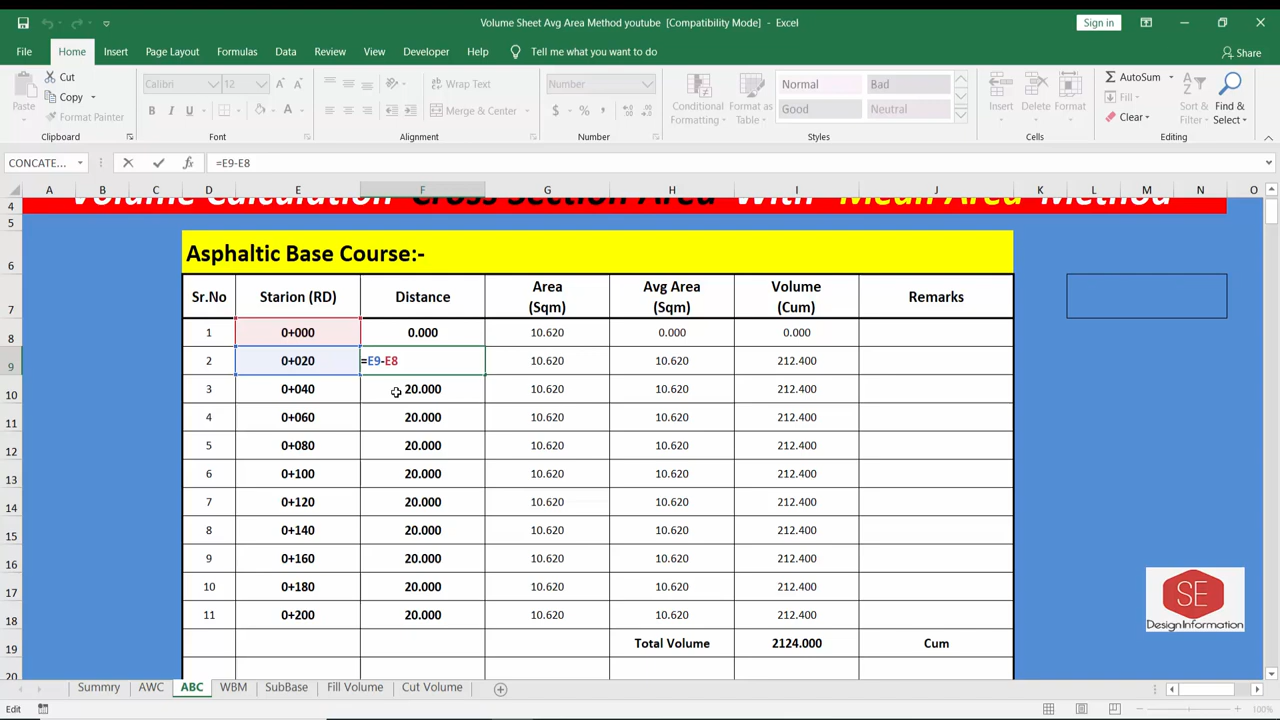 Volume Sheet Avg Area Method youtube [Compatibility Mode] - Excel
Sign in
File Home Insert Page Layout Formulas Data Review View Developer Help Tell me what you want to do Share
Paste Cut Copy Format Painter
Calibri 12
B I U A
Wrap Text
Merge & Center
Number
$ % ,
Conditional Formatting Format as Table
Normal Bad
Good Neutral
Insert Delete Format
AutoSum
Fill
Clear
Sort & Filter Find & Select
Clipboard Font Alignment Number Styles Cells Editing
CONCATE... fx =E9-E8
A B C D E F G H I J K L M N O
4 Volume Calculation Cross Section Area With Mean Area Method
5
6 Asphaltic Base Course:-
7 Sr.No Starion (RD) Distance Area (Sqm) Avg Area (Sqm) Volume (Cum) Remarks
8 1 0+000 0.000 10.620 0.000 0.000
9 2 0+020 =E9-E8 10.620 10.620 212.400
10 3 0+040 20.000 10.620 10.620 212.400
11 4 0+060 20.000 10.620 10.620 212.400
12 5 0+080 20.000 10.620 10.620 212.400
13 6 0+100 20.000 10.620 10.620 212.400
14 7 0+120 20.000 10.620 10.620 212.400
15 8 0+140 20.000 10.620 10.620 212.400
16 9 0+160 20.000 10.620 10.620 212.400
17 10 0+180 20.000 10.620 10.620 212.400
18 11 0+200 20.000 10.620 10.620 212.400
19 Total Volume 2124.000 Cum
20
SE
Design Information
Summry AWC ABC WBM SubBase Fill Volume Cut Volume
Edit 100%